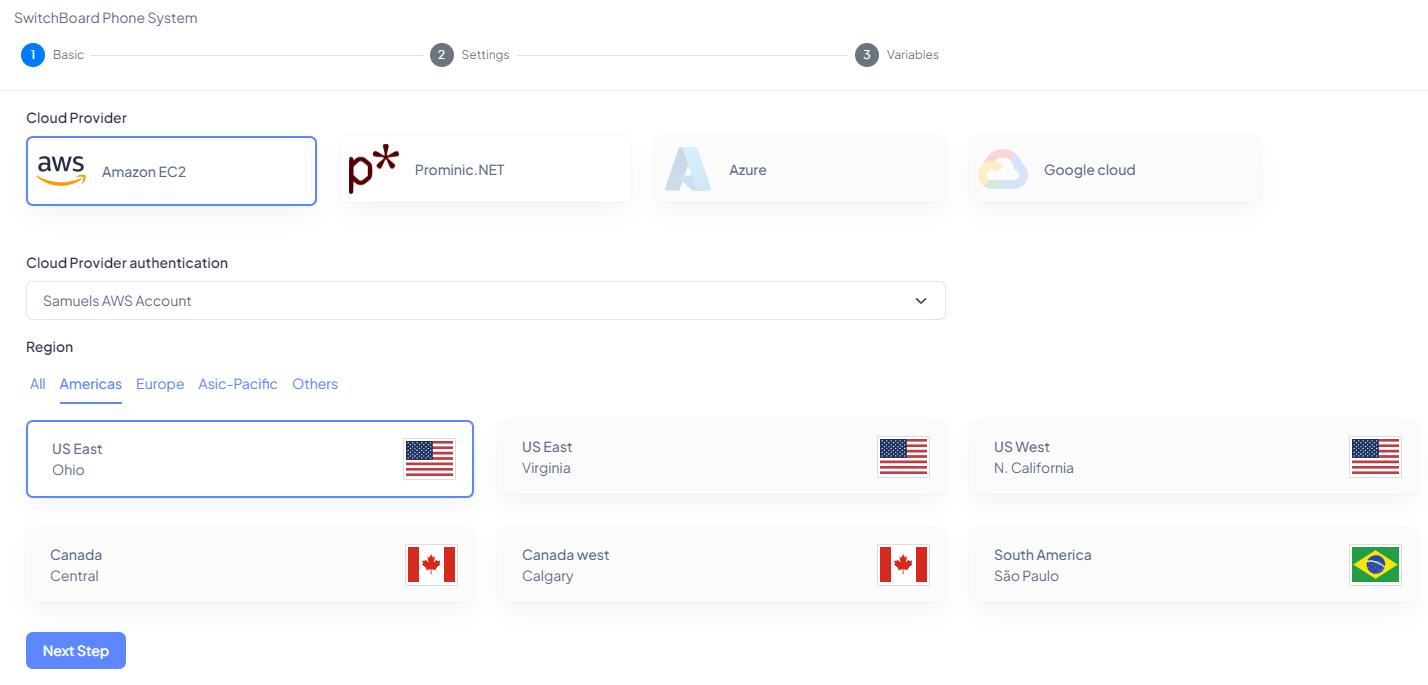 SwitchBoard Phone System
1 Basic 2 Settings 3 Variables
Cloud Provider
aws Amazon EC2 p* Prominic.NET Azure Google cloud
Cloud Provider authentication
Samuels AWS Account
Region
All Americas Europe Asic-Pacific Others
US East
Ohio
US East
Virginia
US West
N. California
Canada
Central
Canada west
Calgary
South America
São Paulo
Next Step